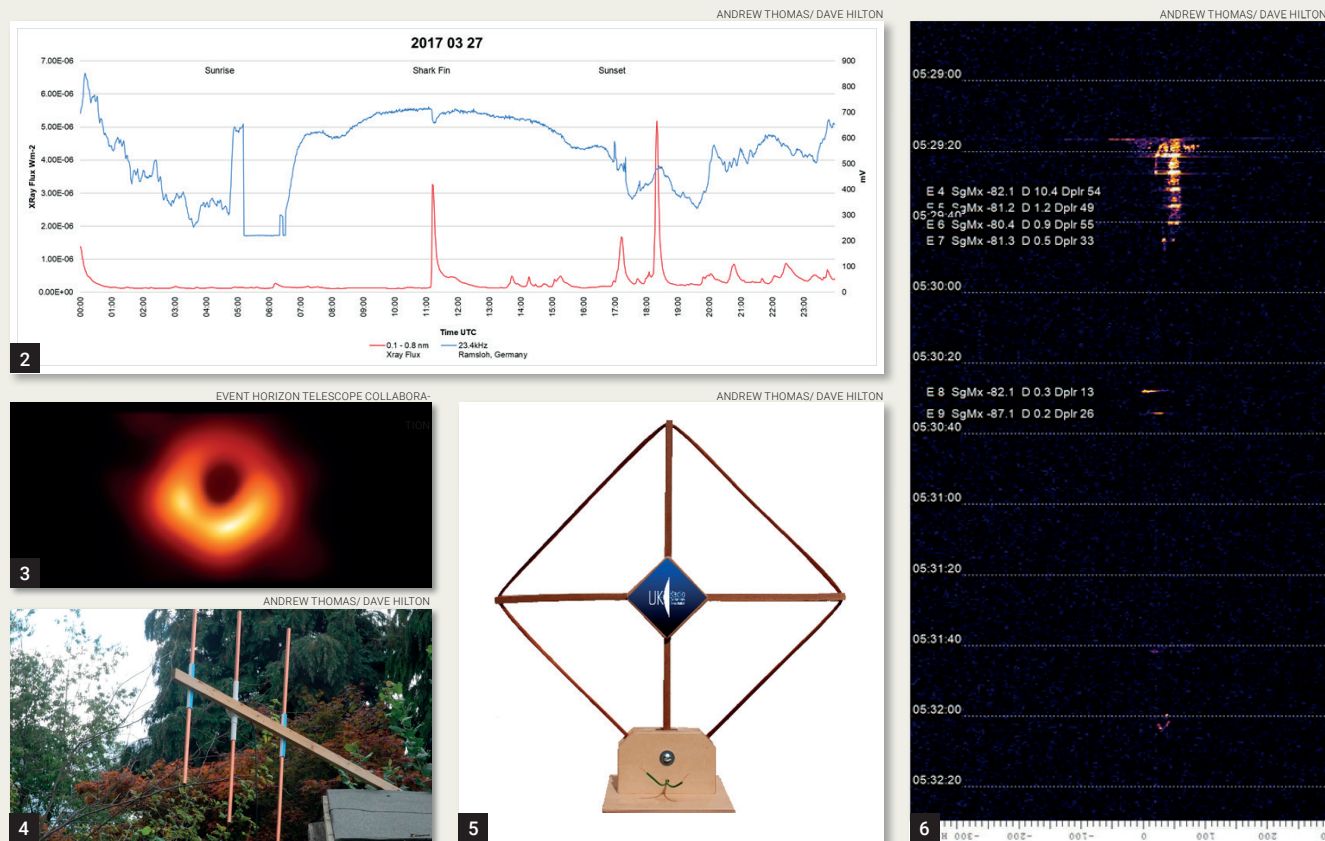 ANDREW THOMAS/ DAVE HILTON
2017 03 27
7.00E-06
6.00E-06
5.00E-06
4.00E-06
3.00E-06
2.00E-06
1.00E-06
0.00E+00
XRay Flux Wm-2
Sunrise
Shark Fin
Sunset
900
800
700
600
500
400
300
200
100
0
mV
00:00
01:00
02:00
03:00
04:00
05:00
06:00
07:00
08:00
09:00
10:00
11:00
12:00
13:00
14:00
15:00
16:00
17:00
18:00
19:00
20:00
21:00
22:00
23:00
Time UTC
0.1 - 0.8 nm
Xray Flux
23.4kHz
Ramsloh, Germany
2
EVENT HORIZON TELESCOPE COLLABORA-
TION
3
ANDREW THOMAS/ DAVE HILTON
4
ANDREW THOMAS/ DAVE HILTON
UK
5
ANDREW THOMAS/ DAVE HILTON
05:29:00
05:29:20
E 4 SgMx -82.1 D 10.4 Dplr 54
E 5 SgMx -81.2 D 1.2 Dplr 49
05:29:40
E 6 SgMx -80.4 D 0.9 Dplr 55
E 7 SgMx -81.3 D 0.5 Dplr 33
05:30:00
05:30:20
E 8 SgMx -82.1 D 0.3 Dplr 13
E 9 SgMx -87.1 D 0.2 Dplr 26
05:30:40
05:31:00
05:31:20
05:31:40
05:32:00
05:32:20
6
-300
-200
-100
0
100
200